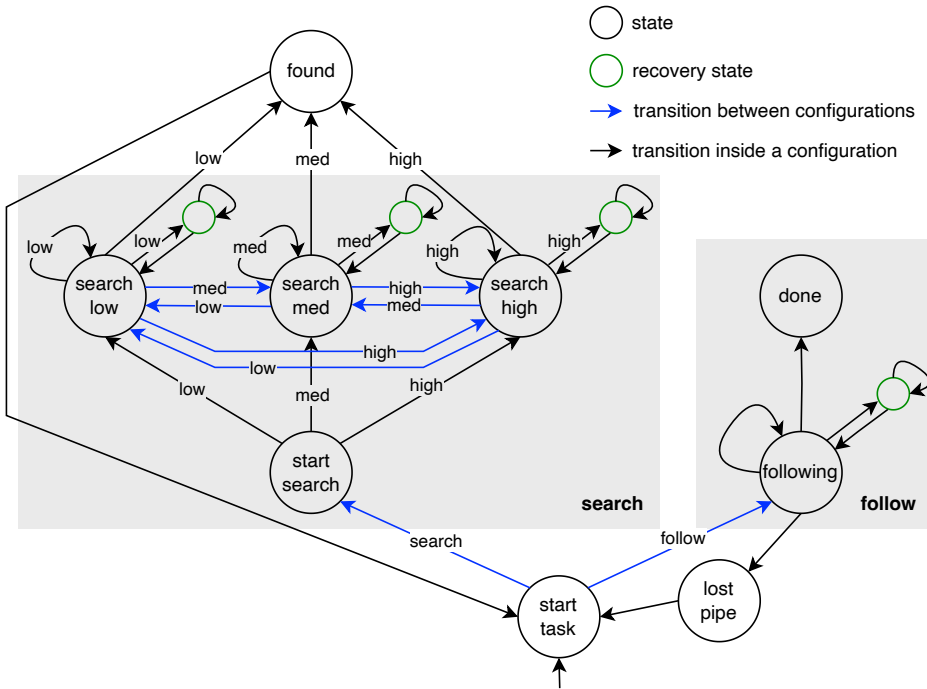 state
recovery state
transition between configurations
transition inside a configuration
found
low
med
high
low
low
med
med
high
high
search
low
med
low
search
med
high
med
search
high
high
low
low
med
high
start
search
search
done
following
follow
search
follow
start
task
lost
pipe